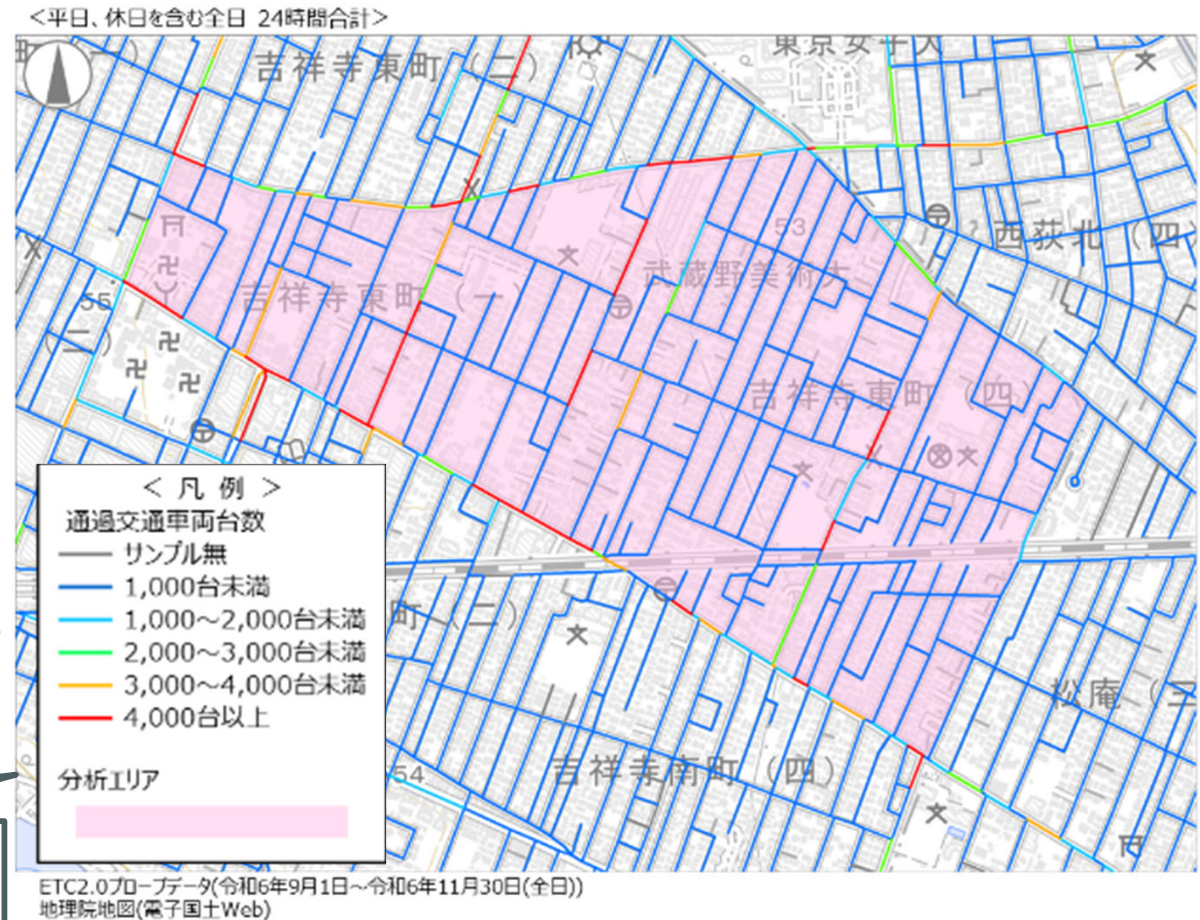 ＜平日、休日を含む全日 24時間合計＞
吉祥寺東町（二）
東京女子大
西荻北（四
53
武蔵野美術大
吉祥寺東町（一）
55
（二）
吉祥寺東町（四）
町（二）
松庵（三
吉祥寺南町（四）
54
＜ 凡 例 ＞
通過交通車両台数
サンプル無
1,000台未満
1,000～2,000台未満
2,000～3,000台未満
3,000～4,000台未満
4,000台以上
分析エリア
ETC2.0プローブデータ(令和6年9月1日～令和6年11月30日(全日))
地理院地図(電子国土Web)